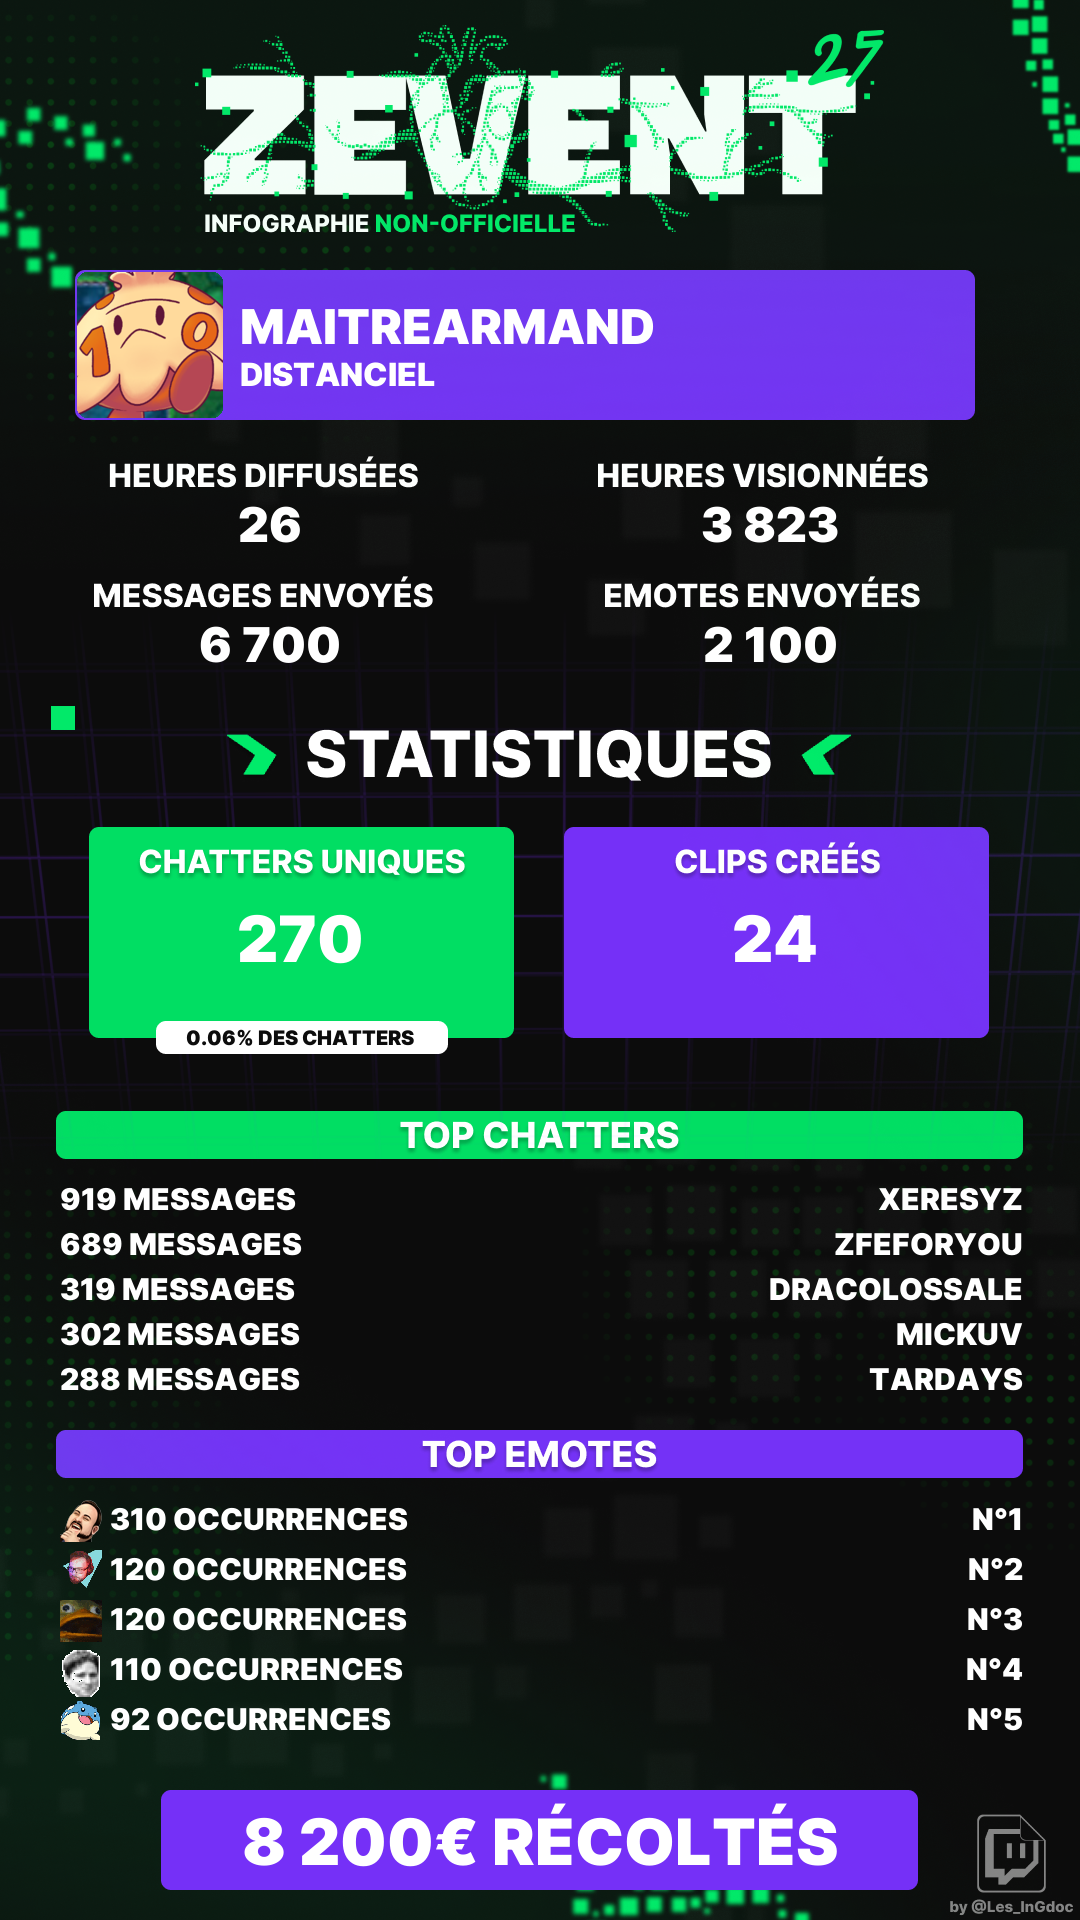 ZEVENT 25
INFOGRAPHIE NON-OFFICIELLE
10
MAITREARMAND
DISTANCIEL
HEURES DIFFUSÉES
26
HEURES VISIONNÉES
3 823
MESSAGES ENVOYÉS
6 700
EMOTES ENVOYÉES
2 100
STATISTIQUES
CHATTERS UNIQUES
270
0.06% DES CHATTERS
CLIPS CRÉÉS
24
TOP CHATTERS
919 MESSAGES XERESYZ
689 MESSAGES ZFEFORYOU
319 MESSAGES DRACOLOSSALE
302 MESSAGES MICKUV
288 MESSAGES TARDAYS
TOP EMOTES
310 OCCURRENCES N°1
120 OCCURRENCES N°2
120 OCCURRENCES N°3
110 OCCURRENCES N°4
92 OCCURRENCES N°5
8 200€ RÉCOLTÉS
by @Les_InGdoc